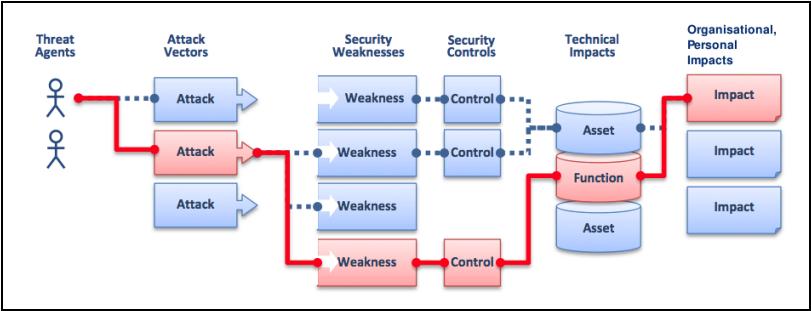 Threat
Agents
Attack
Vectors
Security
Weaknesses
Security
Controls
Technical
Impacts
Organisational,
Personal
Impacts
Attack
Weakness
Control
Impact
Asset
Attack
Weakness
Control
Impact
Function
Attack
Weakness
Impact
Asset
Weakness
Control